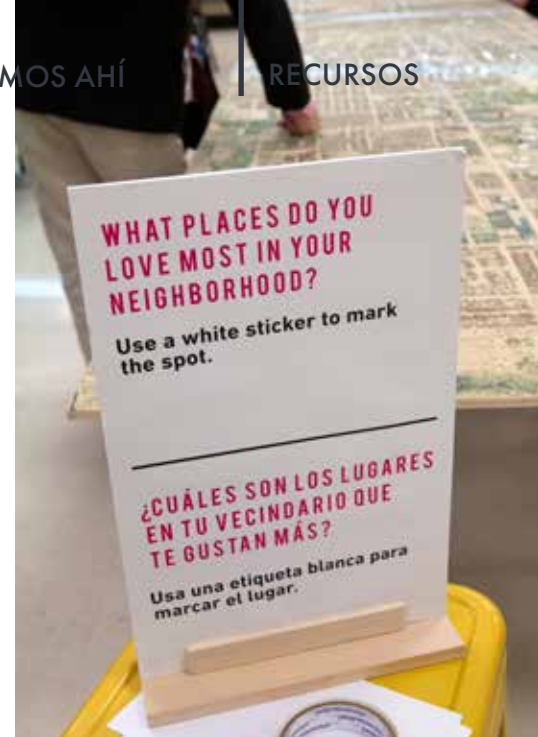 MOS AHÍ
RECURSOS
WHAT PLACES DO YOU
LOVE MOST IN YOUR
NEIGHBORHOOD?
Use a white sticker to mark
the spot.
¿CUÁLES SON LOS LUGARES
EN TU VECINDARIO QUE
TE GUSTAN MÁS?
Usa una etiqueta blanca para
marcar el lugar.